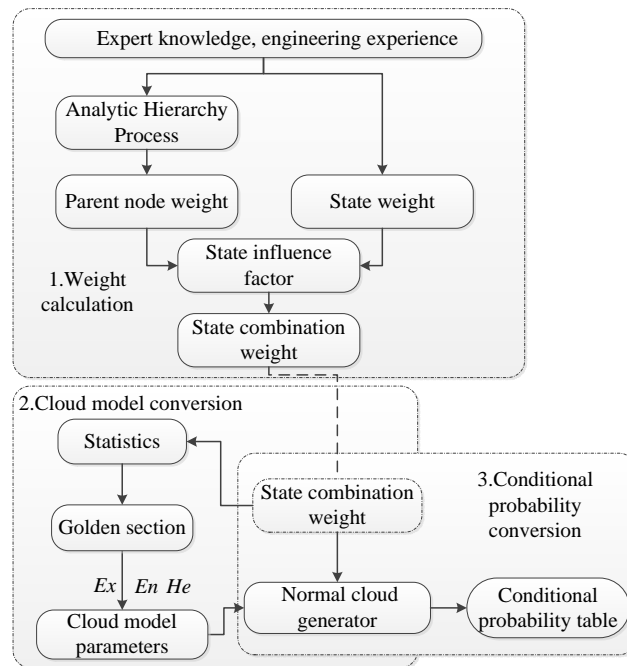 Expert knowledge, engineering experience
Analytic Hierarchy
Process
Parent node weight
State weight
State influence
factor
1.Weight
calculation
State combination
weight
2.Cloud model conversion
Statistics
Golden section
Ex En He
Cloud model
parameters
3.Conditional
probability
conversion
State combination
weight
Normal cloud
generator
Conditional
probability table